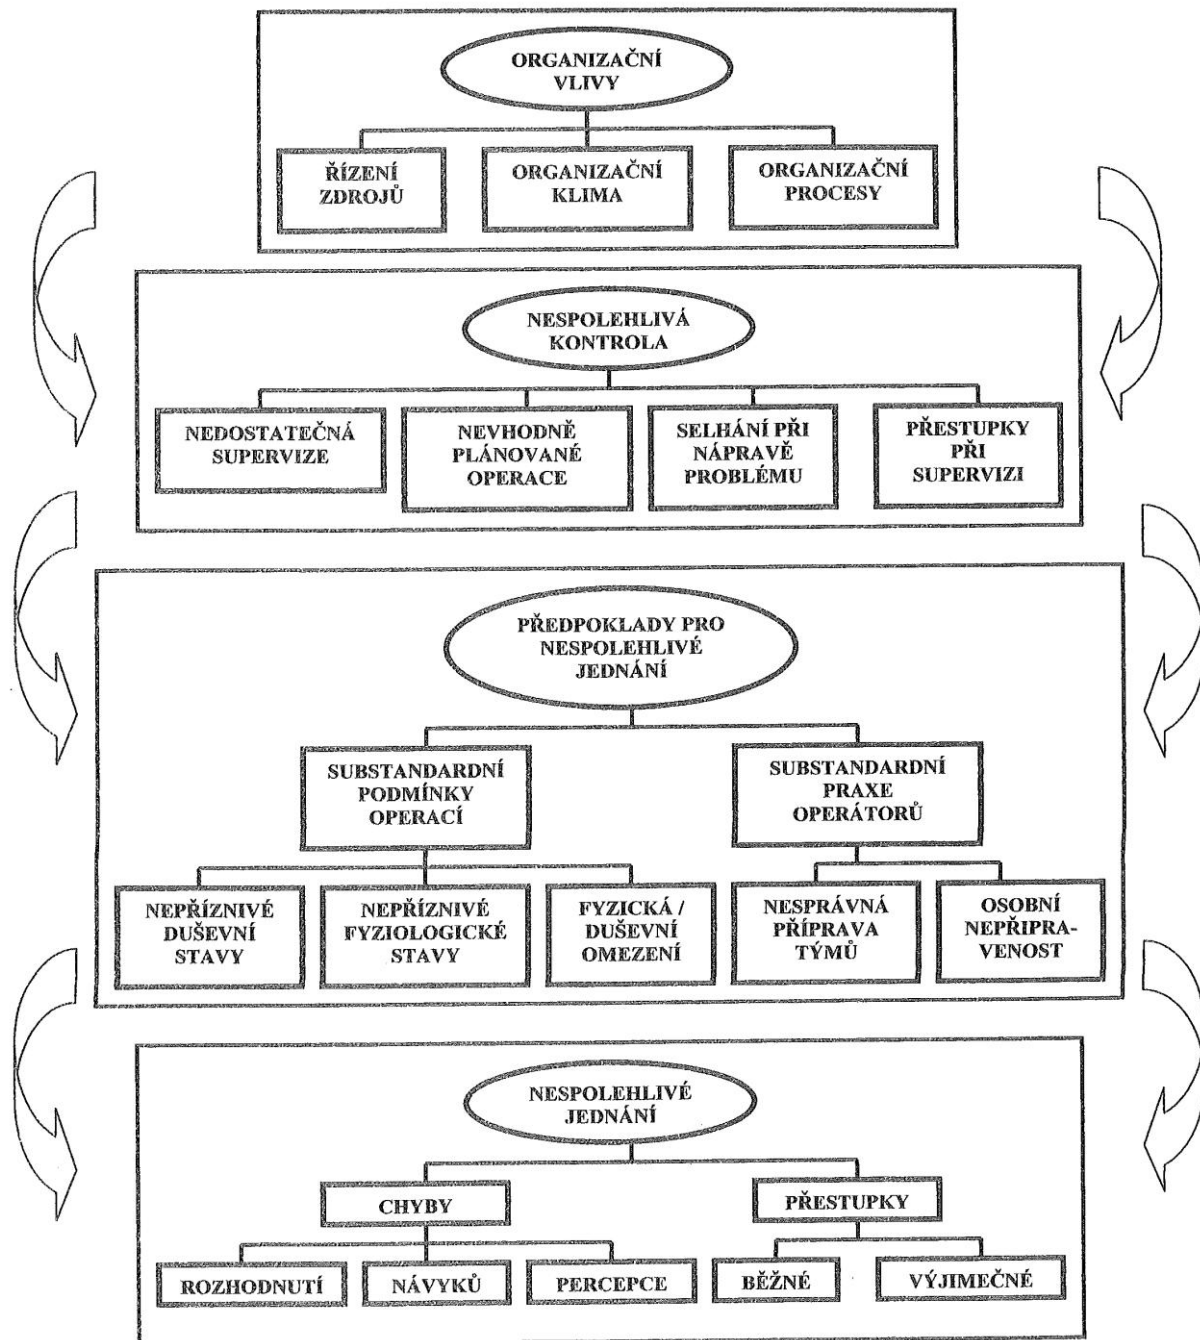 ORGANIZAČNÍ
VLIVY
ŘÍZENÍ
ZDROJŮ
ORGANIZAČNÍ
KLIMA
ORGANIZAČNÍ
PROCESY
NESPOLEHLIVÁ
KONTROLA
NEDOSTATEČNÁ
SUPERVIZE
NEVHODNĚ
PLÁNOVANÉ
OPERACE
SELHÁNÍ PŘI
NÁPRAVĚ
PROBLÉMU
PŘESTUPKY
PŘI
SUPERVIZI
PŘEDPOKLADY PRO
NESPOLEHLIVÉ
JEDNÁNÍ
SUBSTANDARDNÍ
PODMÍNKY
OPERACÍ
SUBSTANDARDNÍ
PRAXE
OPERÁTORŮ
NEPŘÍZNIVÉ
DUŠEVNÍ
STAVY
NEPŘÍZNIVÉ
FYZIOLOGICKÉ
STAVY
FYZICKÁ /
DUŠEVNÍ
OMEZENÍ
NESPRÁVNÁ
PŘÍPRAVA
TÝMŮ
OSOBNÍ
NEPŘIPRA-
VENOST
NESPOLEHLIVÉ
JEDNÁNÍ
CHYBY
PŘESTUPKY
ROZHODNUTÍ
NÁVYKŮ
PERCEPCE
BĚŽNÉ
VÝJIMEČNÉ